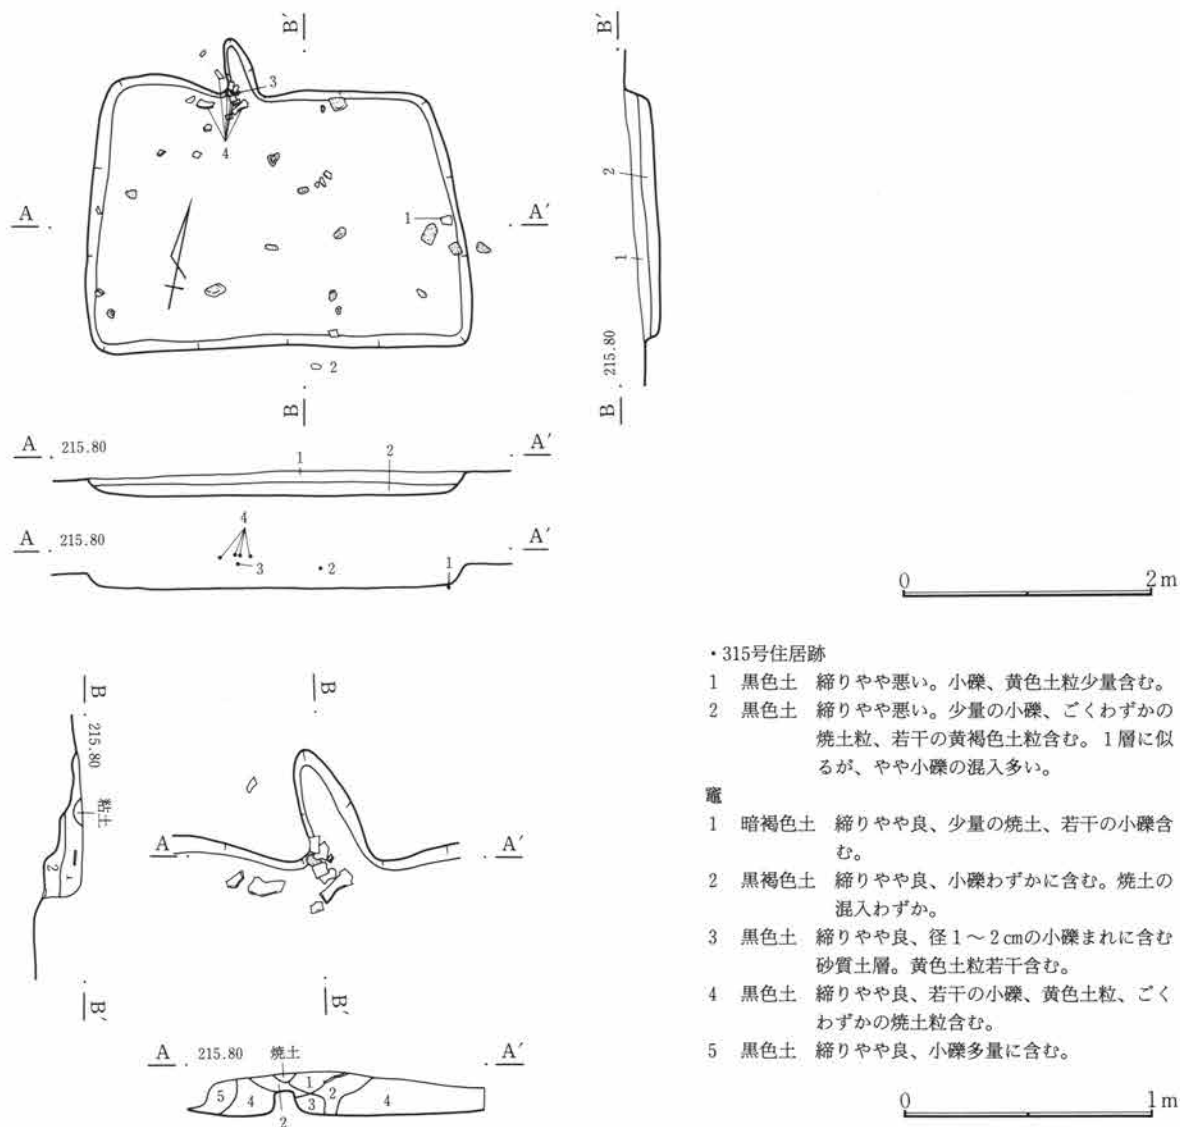 B′
B′
3
4
2
A
1
A′
1
2
B
215.80
B
A
215.80
1
2
A′
A
215.80
4
3
2
1
A′
0
2m
・315号住居跡
1 黒色土 締りやや悪い。小礫、黄色土粒少量含む。
2 黒色土 締りやや悪い。少量の小礫、ごくわずかの
焼土粒、若干の黄褐色土粒含む。1層に似
るが、やや小礫の混入多い。
竈
1 暗褐色土 締りやや良、少量の焼土、若干の小礫含
む。
2 黒褐色土 締りやや良、小礫わずかに含む。焼土の
混入わずか。
3 黒色土 締りやや良、径1〜2cmの小礫まれに含む
砂質土層。黄色土粒若干含む。
4 黒色土 締りやや良、若干の小礫、黄色土粒、ごく
わずかの焼土粒含む。
5 黒色土 締りやや良、小礫多量に含む。
B
215.80
粘土
2
1
B′
B
A
A′
B′
A
215.80
焼土
A′
5
4
1
2
3
4
2
0
1m